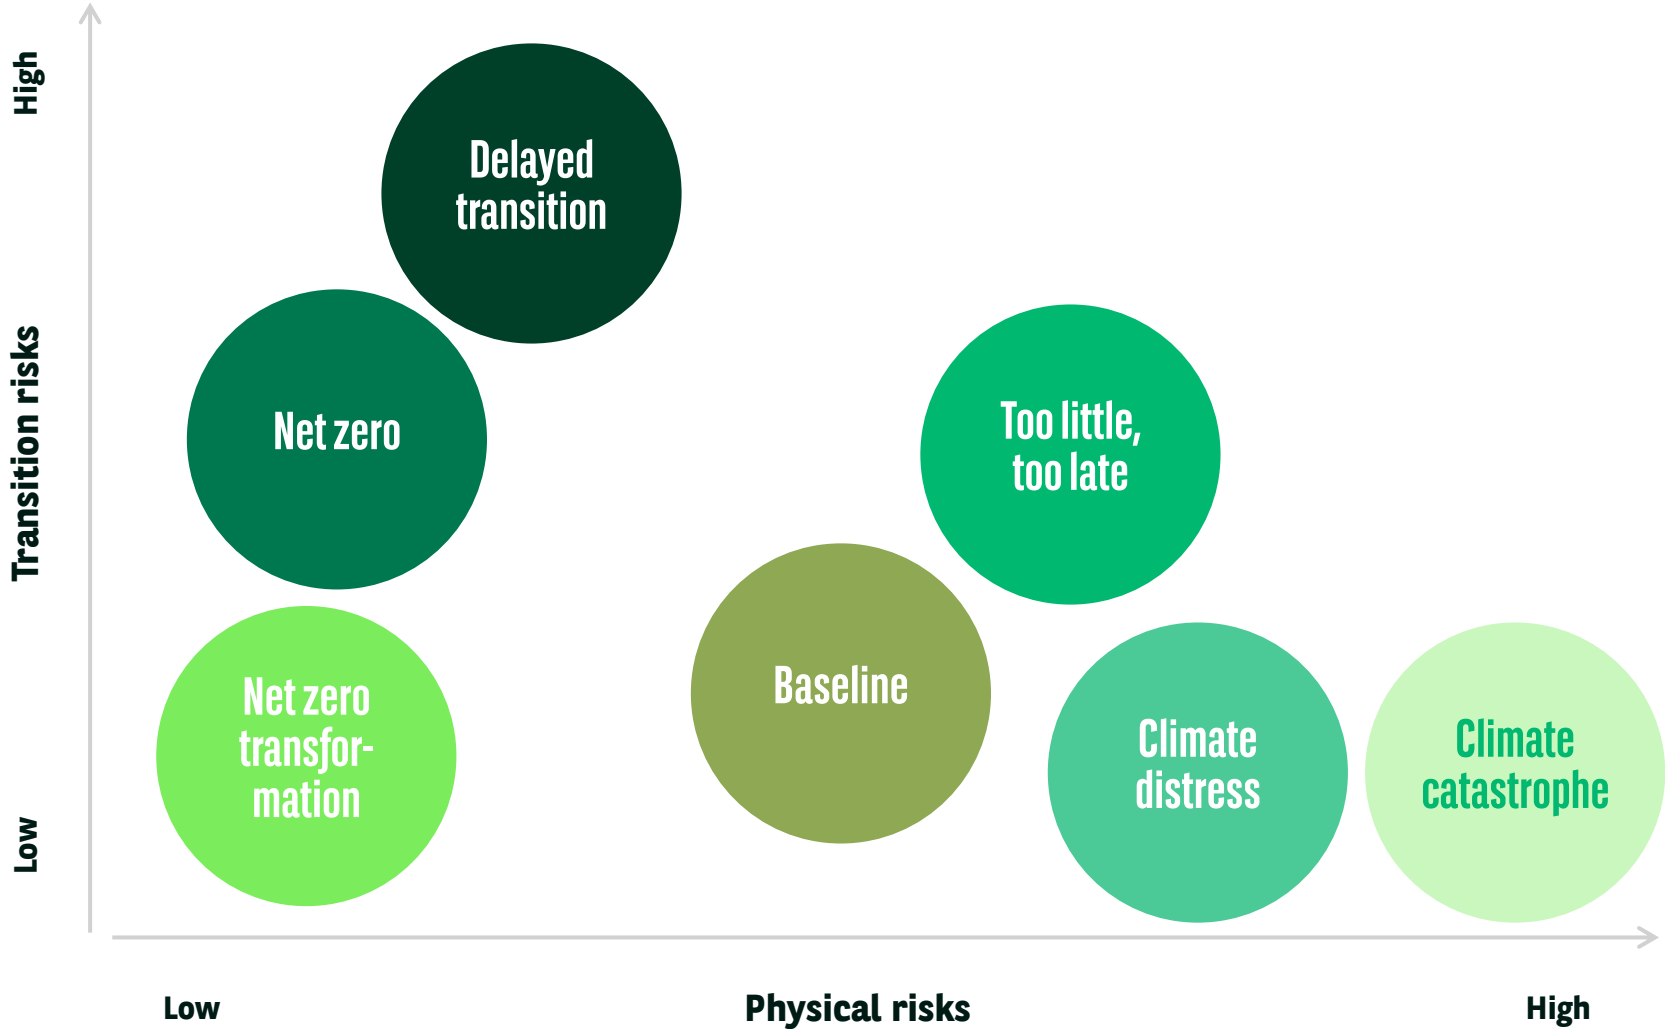 High
Transition risks
Low
Delayed
transition
Net zero
Too little,
too late
Net zero
transfor-
mation
Baseline
Climate
distress
Climate
catastrophe
Low
Physical risks
High